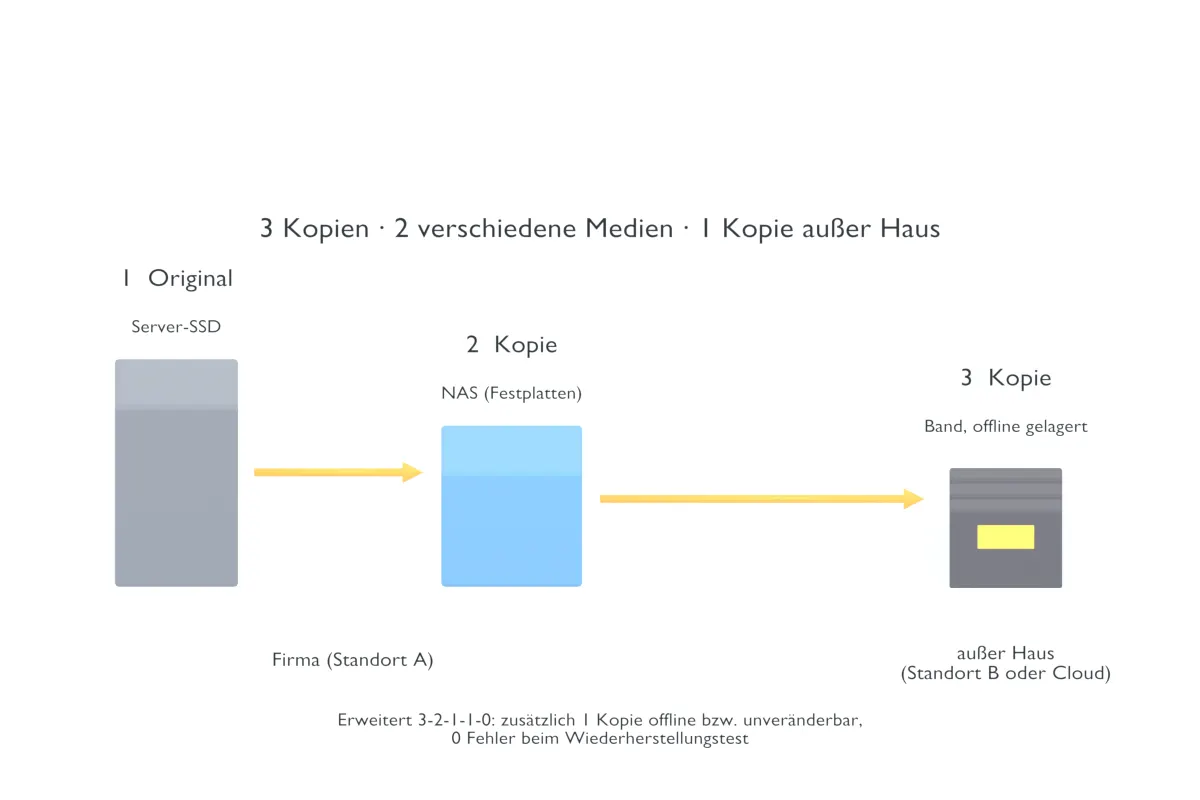 3 Kopien · 2 verschiedene Medien · 1 Kopie außer Haus
1 Original
Server-SSD
2 Kopie
NAS (Festplatten)
3 Kopie
Band, offline gelagert
Firma (Standort A)
außer Haus
(Standort B oder Cloud)
Erweitert 3-2-1-1-0: zusätzlich 1 Kopie offline bzw. unveränderbar,
0 Fehler beim Wiederherstellungstest